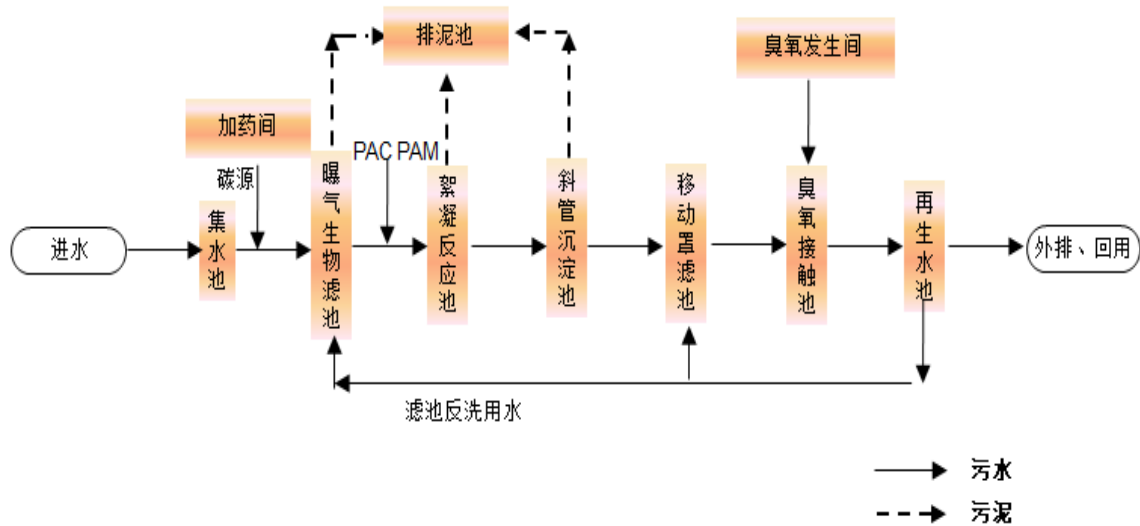 排泥池
臭氧发生间
加药间
PAC PAM
碳源
进水
集水池
曝气生物滤池
絮凝反应池
斜管沉淀池
移动罩滤池
臭氧接触池
再生水池
外排、回用
滤池反洗用水
污水
污泥